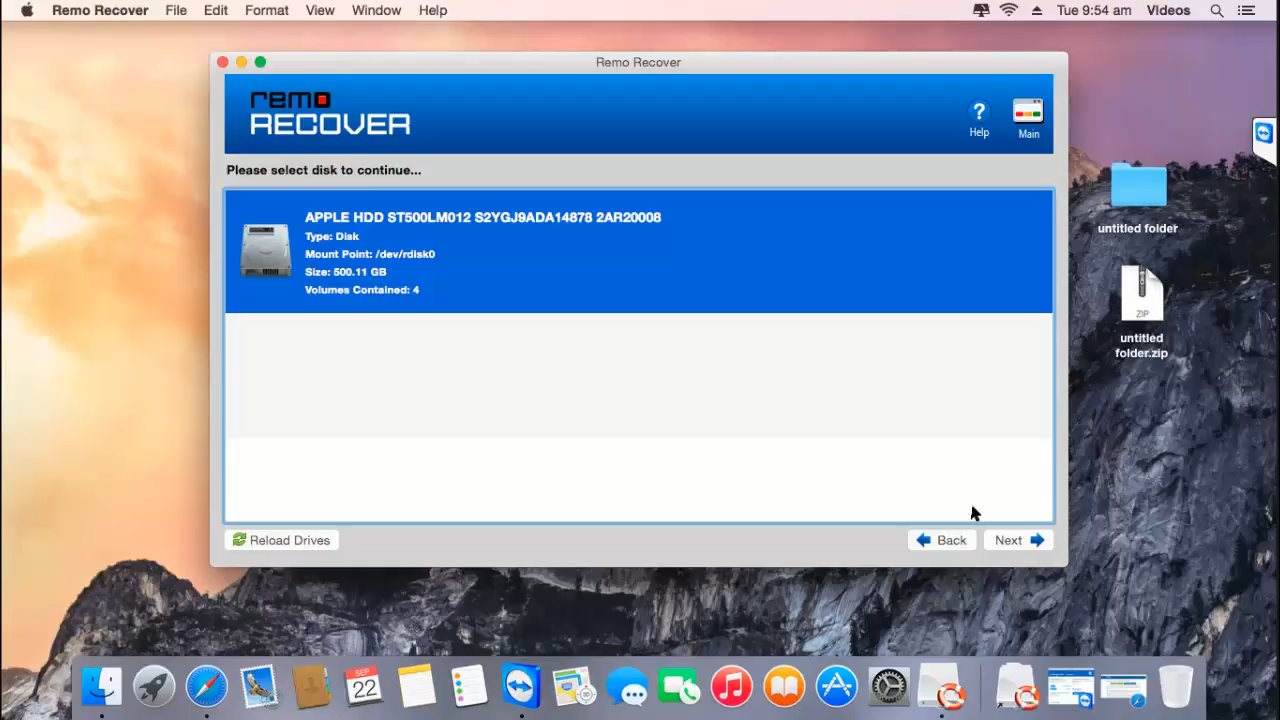 Remo Recover File Edit Format View Window Help Tue 9:54 am Videos
Remo Recover
remo
RECOVER
Help
Main
Please select disk to continue...
APPLE HDD ST500LM012 S2YGJ9ADA14878 2AR20008
Type: Disk
Mount Point: /dev/rdisk0
Size: 500.11 GB
Volumes Contained: 4
Reload Drives
Back
Next
untitled folder
ZIP
untitled
folder.zip
SEP
22